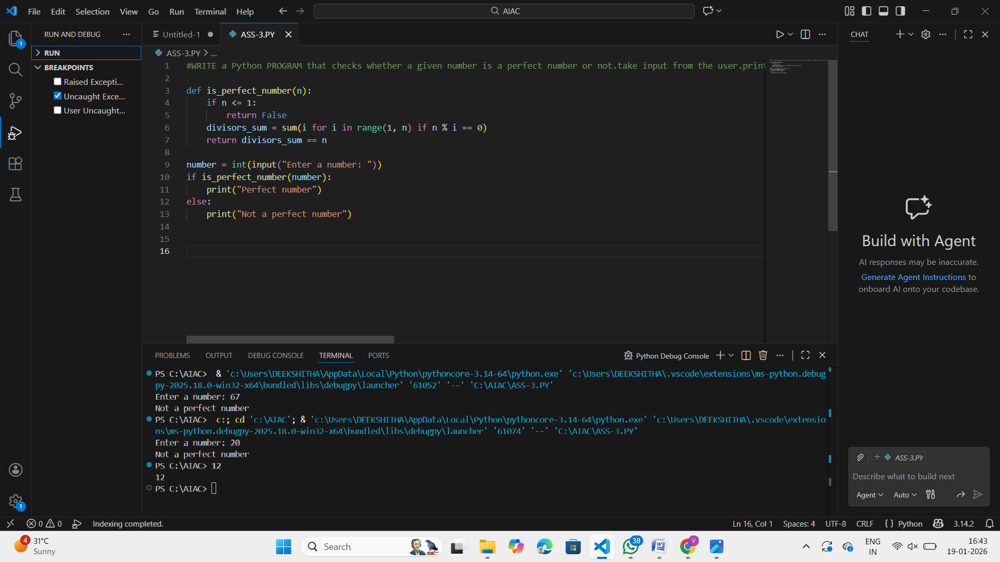 File Edit Selection View Go Run Terminal Help
AIAC
RUN AND DEBUG
RUN
BREAKPOINTS
Raised Excepti...
Uncaught Exce...
User Uncaught...
Untitled-1
ASS-3.PY
ASS-3.PY > ...
1 #WRITE a Python PROGRAM that checks whether a given number is a perfect number or not.take input from the user.print
2
3 def is_perfect_number(n):
4     if n <= 1:
5         return False
6     divisors_sum = sum(i for i in range(1, n) if n % i == 0)
7     return divisors_sum == n
8
9 number = int(input("Enter a number: "))
10 if is_perfect_number(number):
11     print("Perfect number")
12 else:
13     print("Not a perfect number")
14
15
16
PROBLEMS OUTPUT DEBUG CONSOLE TERMINAL PORTS
Python Debug Console
PS C:\AIAC>  & 'c:\Users\DEEKSHITHA\AppData\Local\Python\pythoncore-3.14-64\python.exe' 'c:\Users\DEEKSHITHA\.vscode\extensions\ms-python.debug
py-2025.18.0-win32-x64\bundled\libs\debugpy\launcher' '61052' '--' 'C:\AIAC\ASS-3.PY'
Enter a number: 67
Not a perfect number
PS C:\AIAC>  c:; cd 'c:\AIAC'; & 'c:\Users\DEEKSHITHA\AppData\Local\Python\pythoncore-3.14-64\python.exe' 'c:\Users\DEEKSHITHA\.vscode\extensio
ns\ms-python.debugpy-2025.18.0-win32-x64\bundled\libs\debugpy\launcher' '61074' '--' 'C:\AIAC\ASS-3.PY'
Enter a number: 20
Not a perfect number
PS C:\AIAC> 12
12
PS C:\AIAC>
CHAT
Build with Agent
AI responses may be inaccurate.
Generate Agent Instructions to
onboard AI onto your codebase.
ASS-3.PY
Describe what to build next
Agent Auto
1
1
0 0 Indexing completed.
Ln 16, Col 1 Spaces: 4 UTF-8 CRLF { } Python 3.14.2
4
31°C
Sunny
Search
38
V
ENG
IN
16:43
19-01-2026